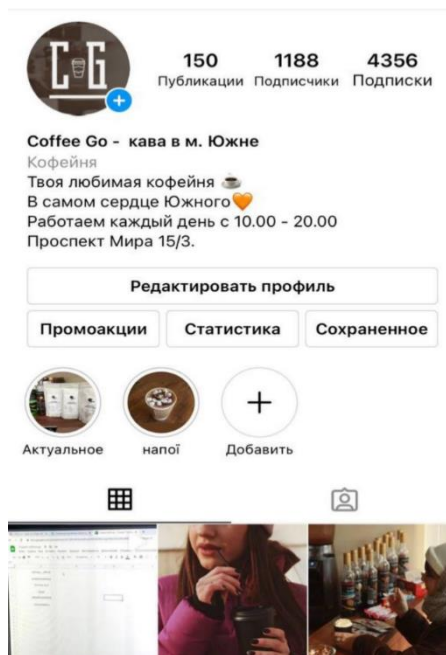 C G
150 1188 4356
Публикации Подписчики Подписки
Coffee Go - кава в м. Южне
Кофейня
Твоя любимая кофейня ☕
В самом сердце Южного🧡
Работаем каждый день с 10.00 - 20.00
Проспект Мира 15/3.
Редактировать профиль
Промоакции Статистика Сохраненное
Актуальное напої Добавить